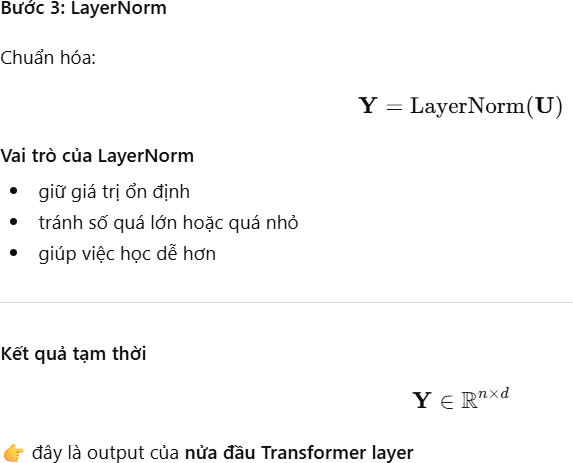 Bước 3: LayerNorm
Chuẩn hóa:
Y = LayerNorm(U)
Vai trò của LayerNorm
• giữ giá trị ổn định
• tránh số quá lớn hoặc quá nhỏ
• giúp việc học dễ hơn
Kết quả tạm thời
Y ∈ ℝⁿˣᵈ
👉 đây là output của nửa đầu Transformer layer